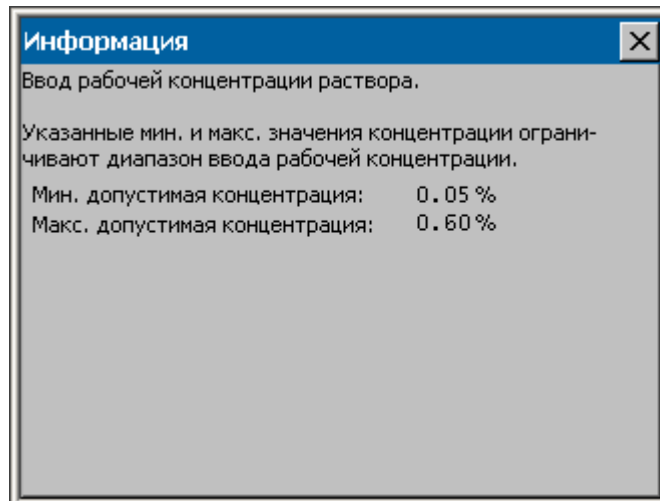 Информация
Ввод рабочей концентрации раствора.
Указанные мин. и макс. значения концентрации ограни-
чивают диапазон ввода рабочей концентрации.
Мин. допустимая концентрация: 0.05%
Макс. допустимая концентрация: 0.60%